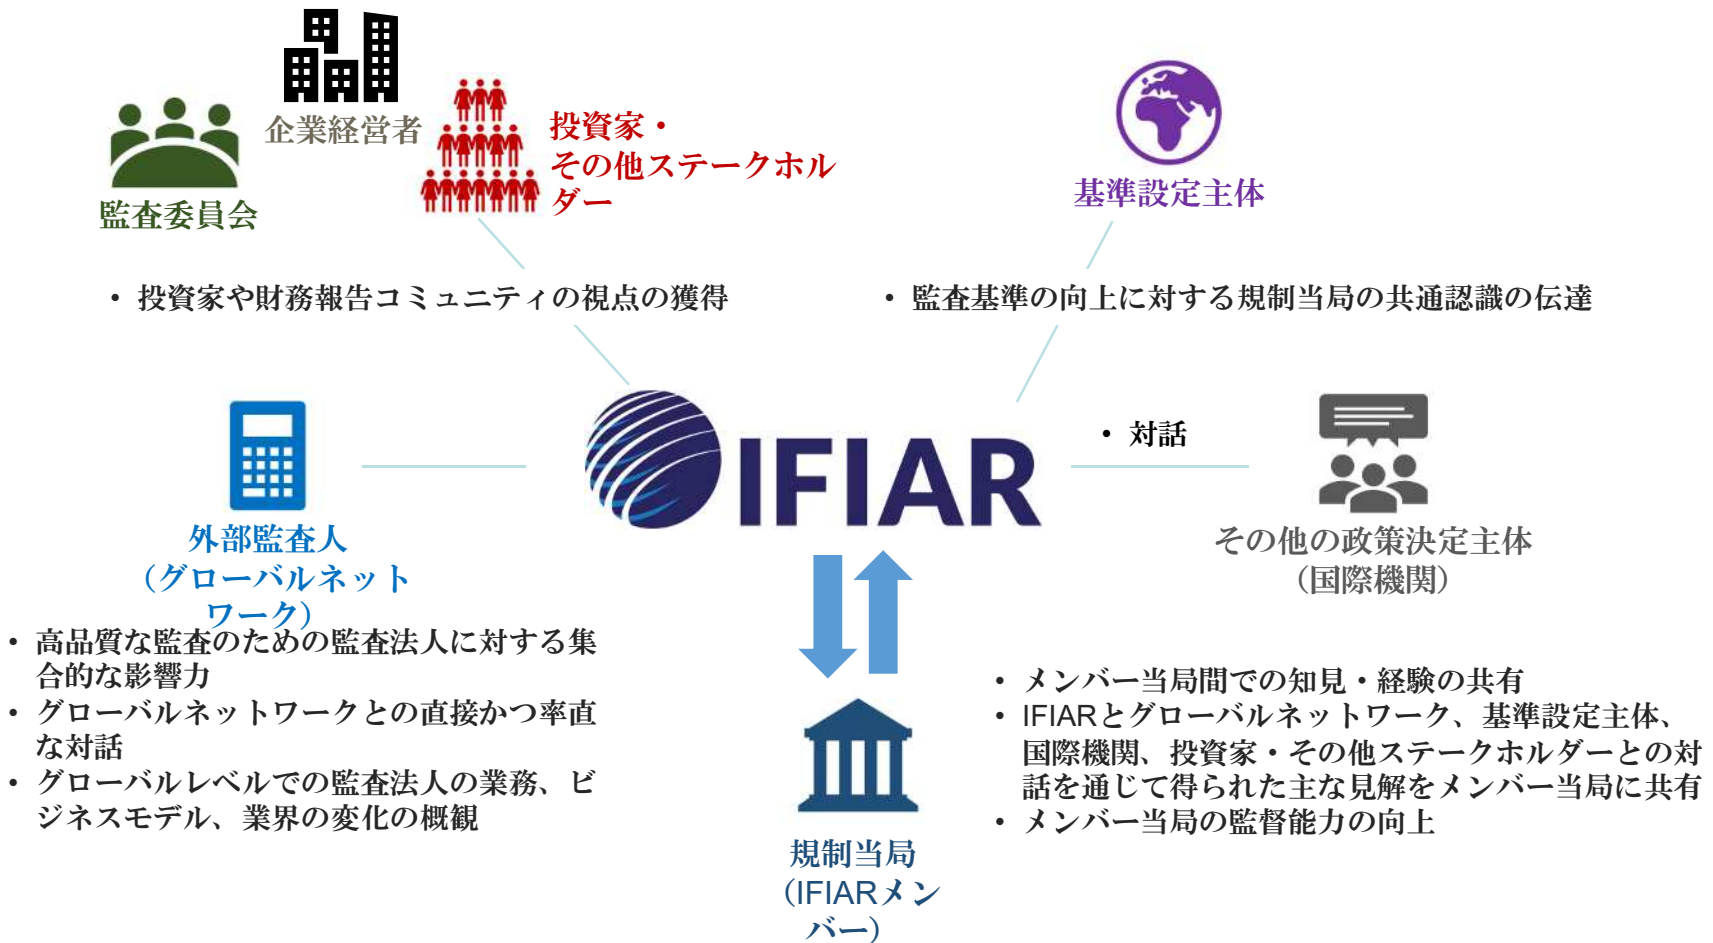 企業経営者
監査委員会
投資家・
その他ステークホル
ダー
基準設定主体
• 投資家や財務報告コミュニティの視点の獲得
• 監査基準の向上に対する規制当局の共通認識の伝達
IFIAR
• 対話
外部監査人
（グローバルネット
ワーク）
• 高品質な監査のための監査法人に対する集
合的な影響力
• グローバルネットワークとの直接かつ率直
な対話
• グローバルレベルでの監査法人の業務、ビ
ジネスモデル、業界の変化の概観
その他の政策決定主体
（国際機関）
• メンバー当局間での知見・経験の共有
• IFIARとグローバルネットワーク、基準設定主体、
国際機関、投資家・その他ステークホルダーとの対
話を通じて得られた主な見解をメンバー当局に共有
• メンバー当局の監督能力の向上
規制当局
（IFIARメン
バー）